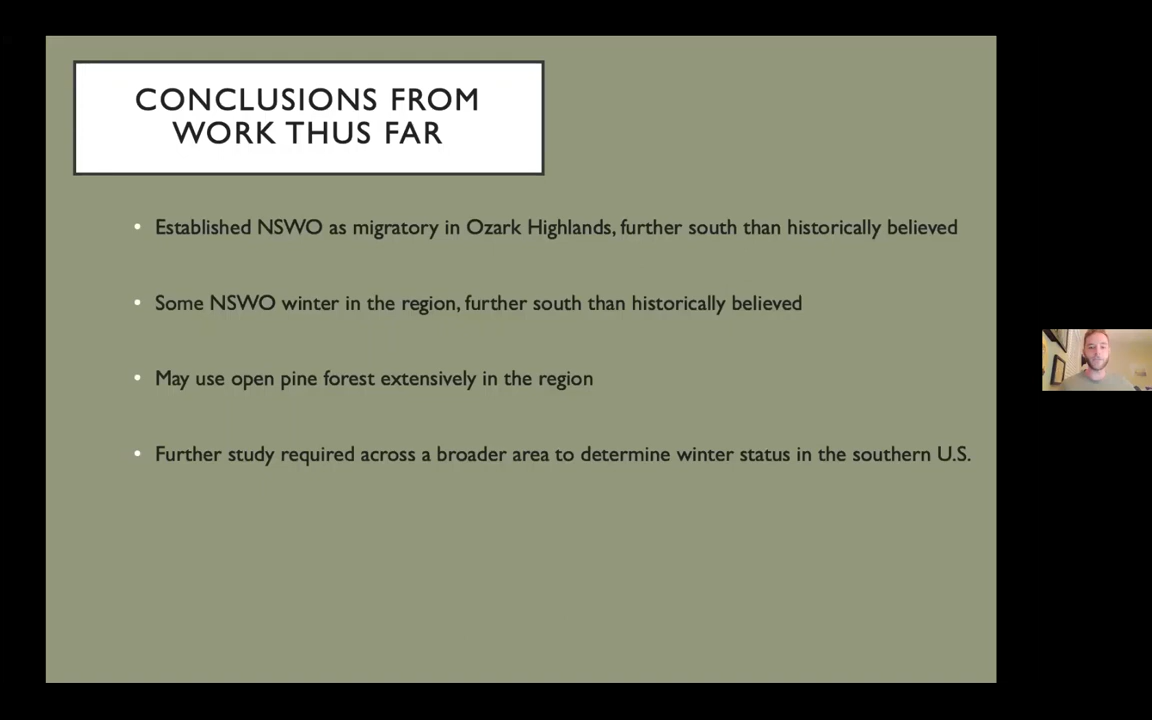 CONCLUSIONS FROM
WORK THUS FAR
• Established NSWO as migratory in Ozark Highlands, further south than historically believed
• Some NSWO winter in the region, further south than historically believed
• May use open pine forest extensively in the region
• Further study required across a broader area to determine winter status in the southern U.S.